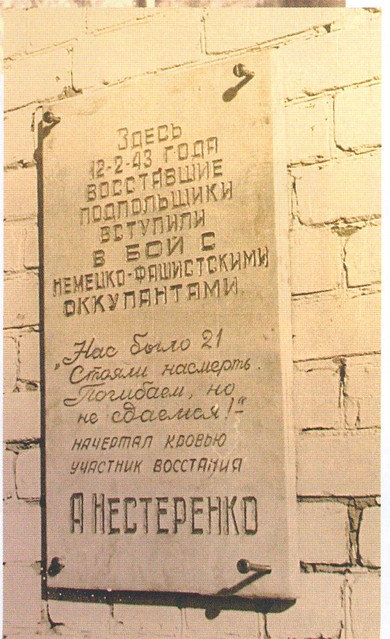 ЗДЕСЬ
12-2-43 ГОДА
ВОССТАВШИЕ
ПОДПОЛЬЩИКИ
ВСТУПИЛИ
В БОЙ С
НЕМЕЦКО-ФАШИСТСКИМИ
ОККУПАНТАМИ.
„Нас было 21
Стояли насмерть.
Погибаем, но
не сдаемся!“-
НАЧЕРТАЛ КРОВЬЮ
УЧАСТНИК ВОССТАНИЯ
А НЕСТЕРЕНКО